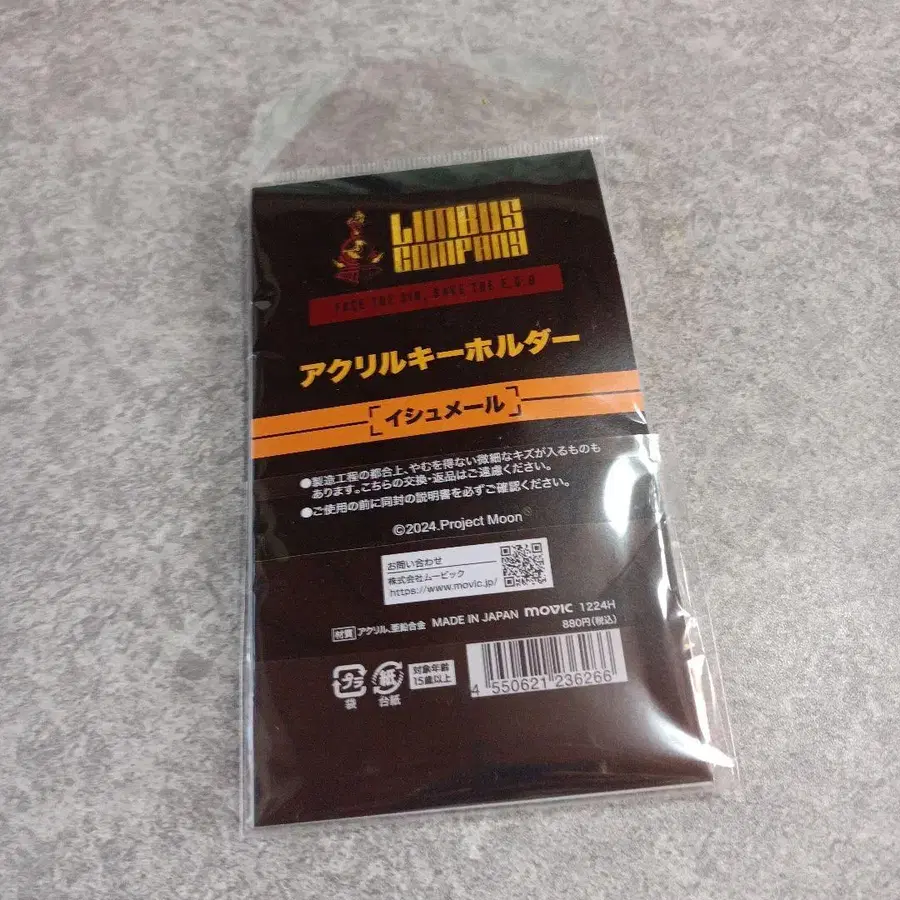 LIMBUS
COMPANY
FACE THE SIN, SAVE THE E.G.O
アクリルキーホルダー
イシュメール
●製造工程の都合上、やむを得ない微細なキズが入るものも
あります。こちらの交換・返品はご遠慮ください。
●ご使用の前に同封の説明書を必ずご確認ください。
©2024.Project Moon®
お問い合わせ
株式会社ムービック
https://www.movic.jp/
材質 アクリル、亜鉛合金 MADE IN JAPAN movic 1224H
880円(税込)
プラ
袋
紙
台紙
対象年齢
15歳以上
4 550621 236266